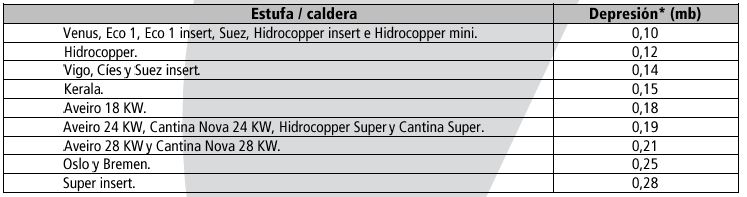 Estufa / caldera Depresión* (mb)
Venus, Eco 1, Eco 1 insert, Suez, Hidrocopper insert e Hidrocopper mini. 0,10
Hidrocopper. 0,12
Vigo, Cíes y Suez insert. 0,14
Kerala. 0,15
Aveiro 18 KW. 0,18
Aveiro 24 KW, Cantina Nova 24 KW, Hidrocopper Super y Cantina Super. 0,19
Aveiro 28 KW y Cantina Nova 28 KW. 0,21
Oslo y Bremen. 0,25
Super insert. 0,28